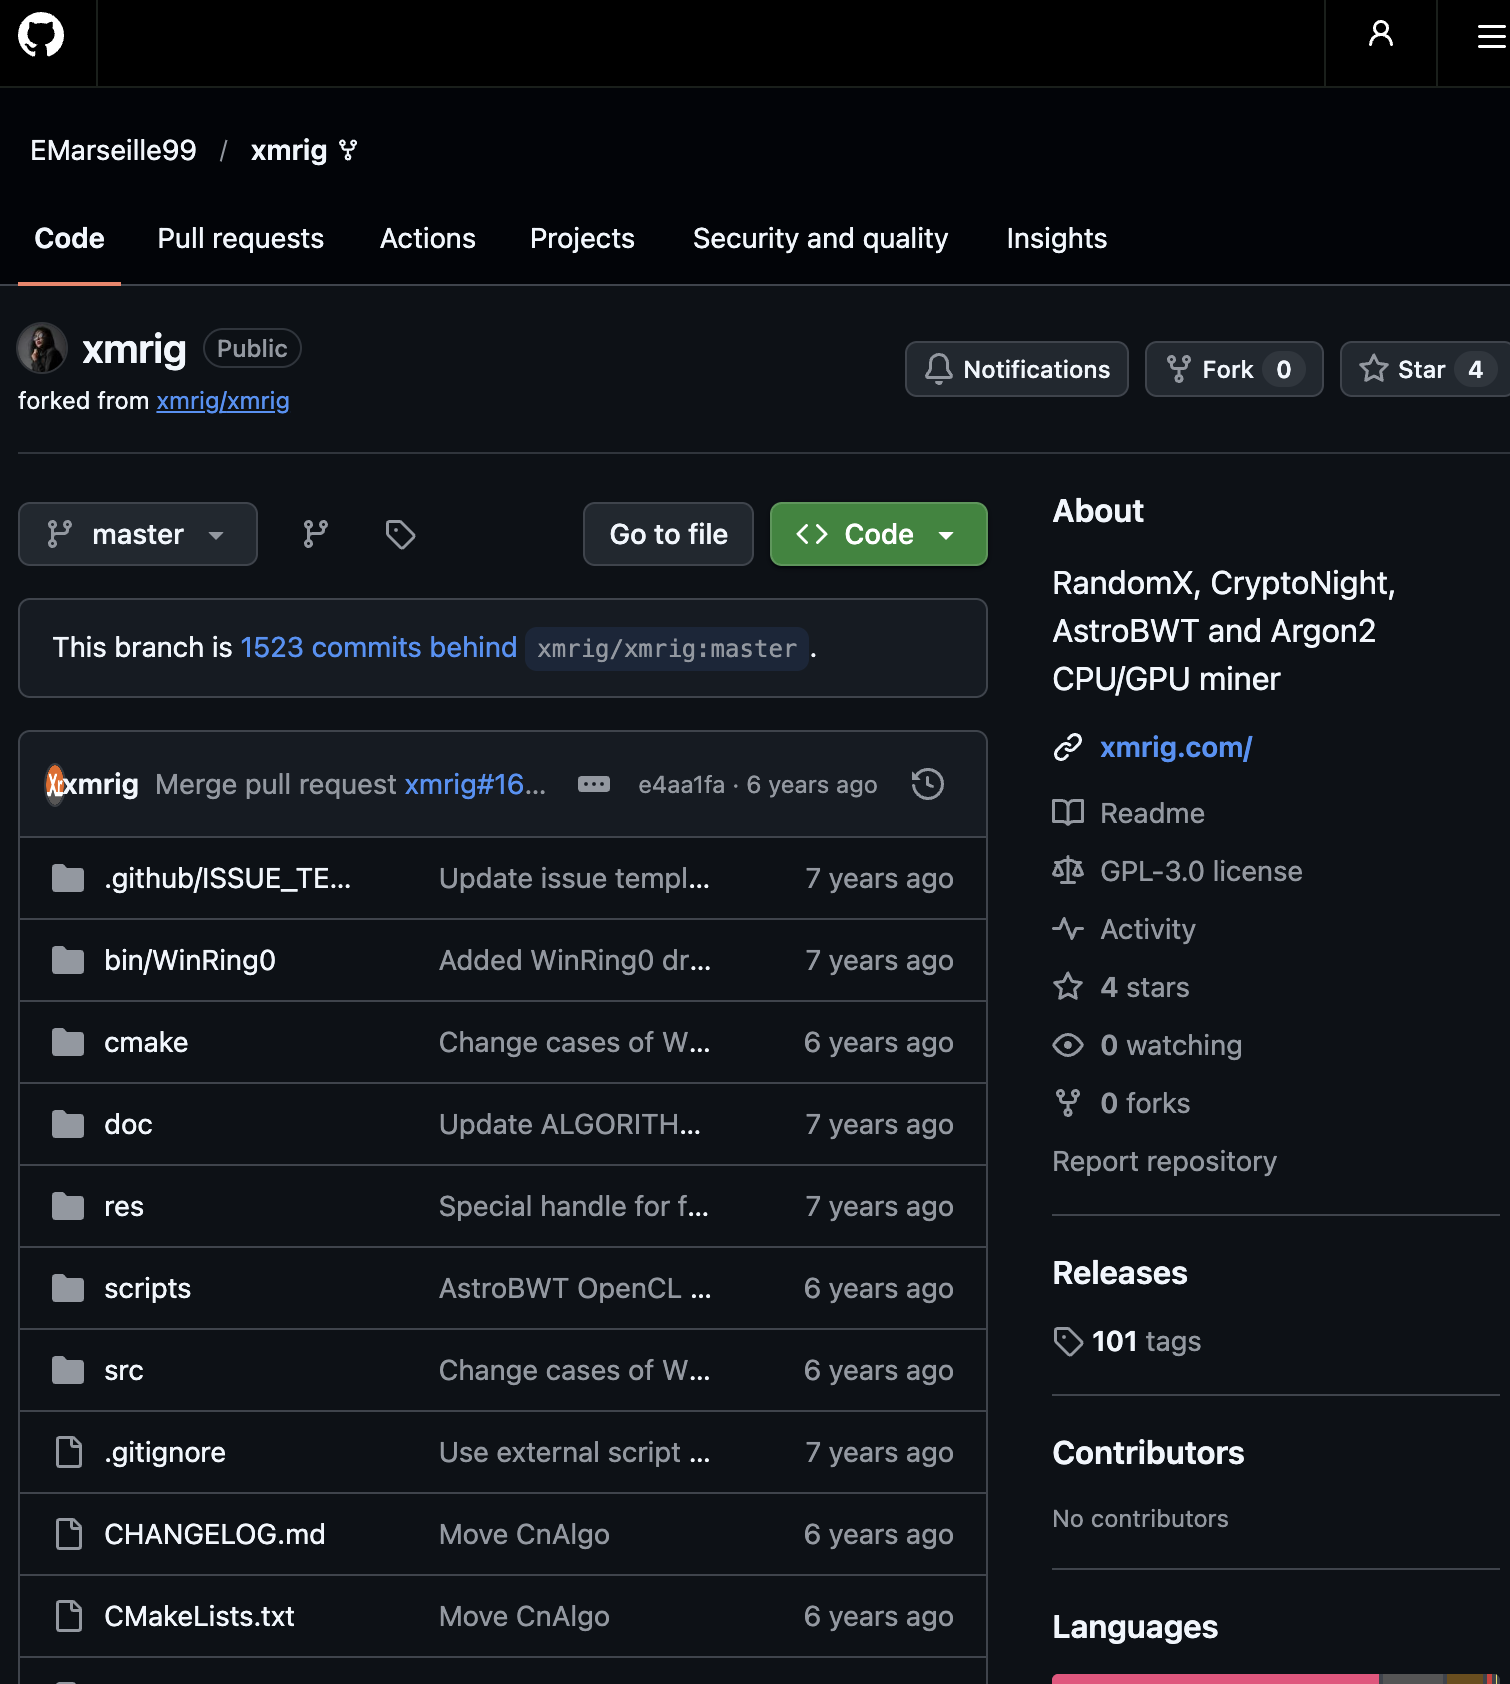 EMarseille99 / xmrig
Code Pull requests Actions Projects Security and quality Insights
xmrig Public
forked from xmrig/xmrig
Notifications Fork 0 Star 4
master Go to file Code
This branch is 1523 commits behind xmrig/xmrig:master .
xmrig Merge pull request xmrig#16... e4aa1fa · 6 years ago
.github/ISSUE_TE... Update issue templ... 7 years ago
bin/WinRing0 Added WinRing0 dr... 7 years ago
cmake Change cases of W... 6 years ago
doc Update ALGORITH... 7 years ago
res Special handle for f... 7 years ago
scripts AstroBWT OpenCL ... 6 years ago
src Change cases of W... 6 years ago
.gitignore Use external script ... 7 years ago
CHANGELOG.md Move CnAlgo 6 years ago
CMakeLists.txt Move CnAlgo 6 years ago
About
RandomX, CryptoNight,
AstroBWT and Argon2
CPU/GPU miner
xmrig.com/
Readme
GPL-3.0 license
Activity
4 stars
0 watching
0 forks
Report repository
Releases
101 tags
Contributors
No contributors
Languages